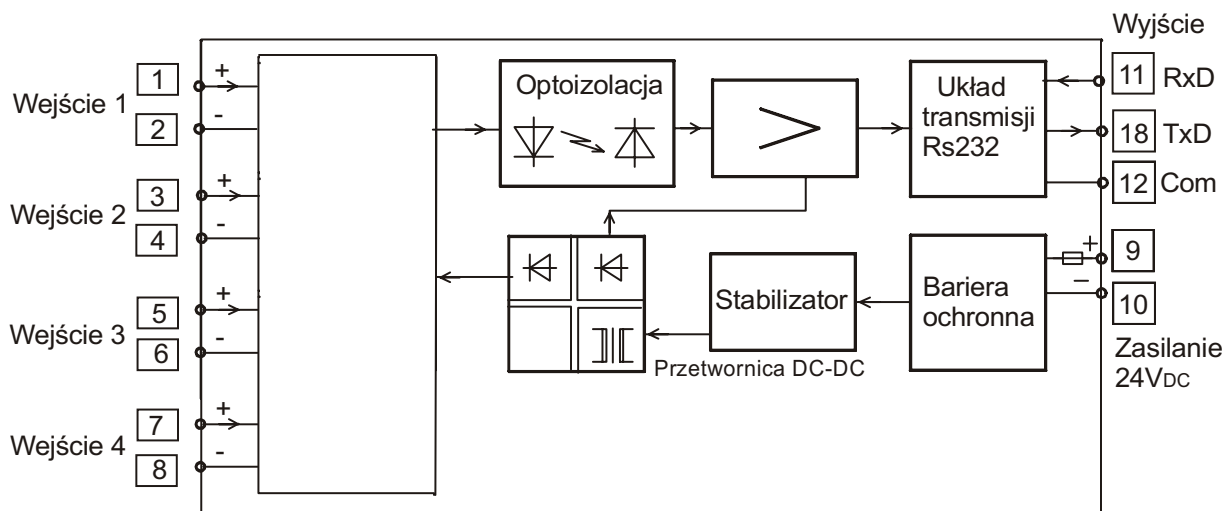 Wyjście
Wejście 1
1
+
2
-
Wejście 2
3
+
4
-
Wejście 3
5
+
6
-
Wejście 4
7
+
8
-
Optoizolacja
>
Układ
transmisji
Rs232
11 RxD
18 TxD
12 Com
Przetwornica DC-DC
Stabilizator
Bariera
ochronna
+
9
–
10
Zasilanie
24VDC